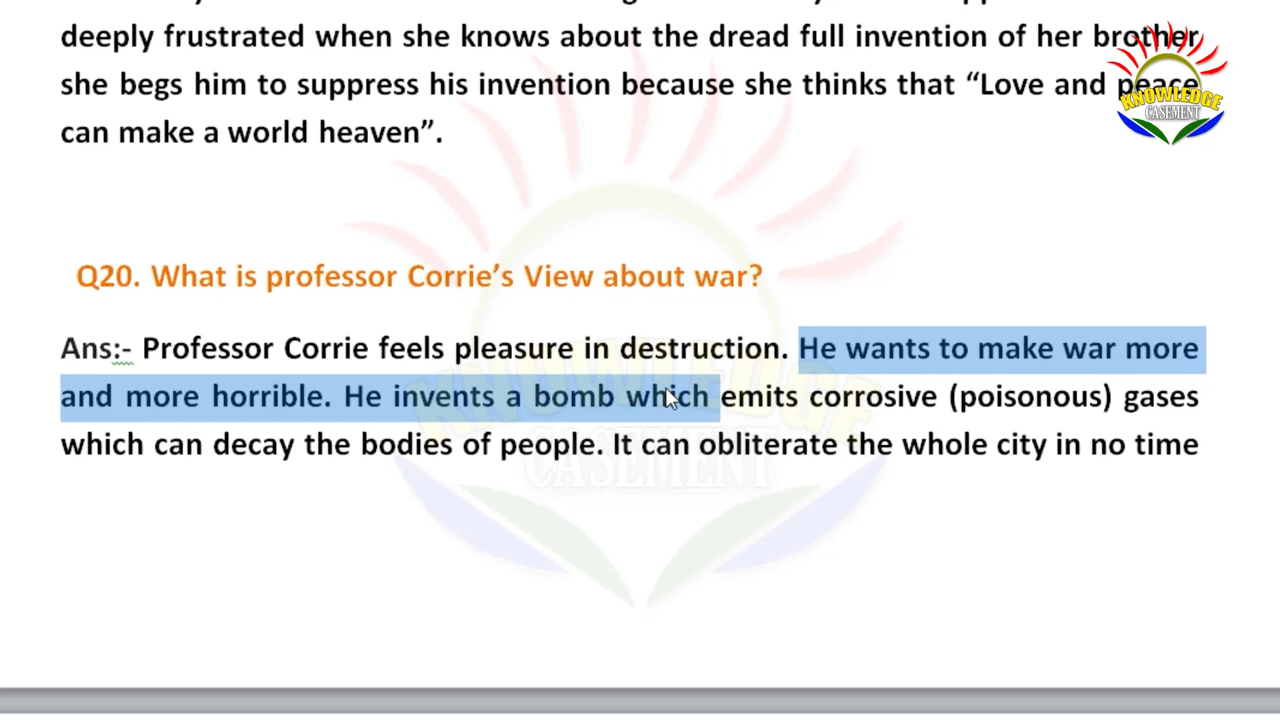 deeply frustrated when she knows about the dread full invention of her brother
she begs him to suppress his invention because she thinks that “Love and peace
can make a world heaven”.
KNOWLEDGE
CASEMENT
Q20. What is professor Corrie’s View about war?
Ans:- Professor Corrie feels pleasure in destruction. He wants to make war more
and more horrible. He invents a bomb which emits corrosive (poisonous) gases
which can decay the bodies of people. It can obliterate the whole city in no time
KNOWLEDGE
CASEMENT